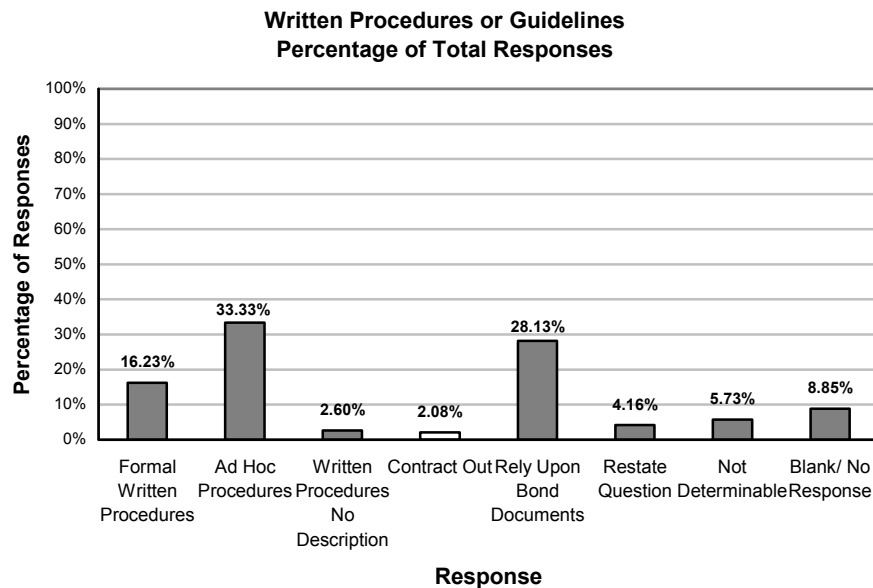 Written Procedures or Guidelines
Percentage of Total Responses
100%
90%
80%
70%
60%
50%
40%
30%
20%
10%
0%
Percentage of Responses
16.23%
33.33%
2.60%
2.08%
28.13%
4.16%
5.73%
8.85%
Formal
Written
Procedures
Ad Hoc
Procedures
Written
Procedures
No
Description
Contract Out
Rely Upon
Bond
Documents
Restate
Question
Not
Determinable
Blank/ No
Response
Response